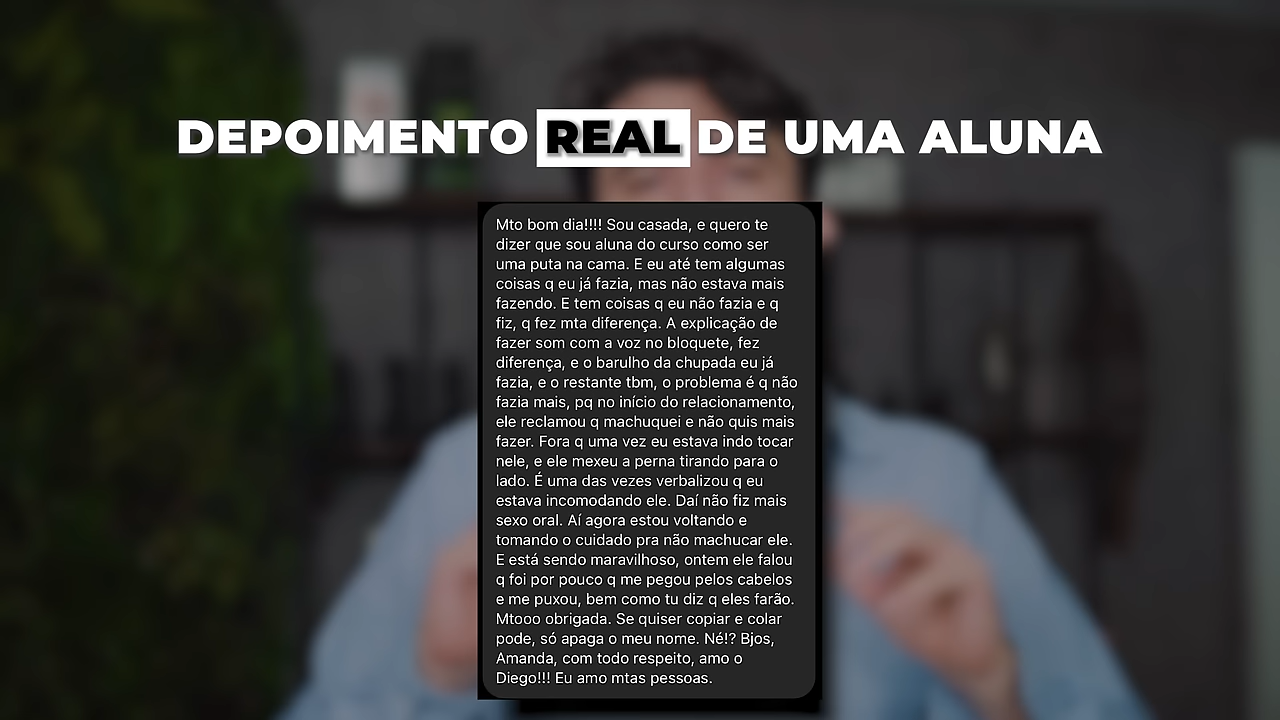 DEPOIMENTO REAL DE UMA ALUNA
Mto bom dia!!!! Sou casada, e quero te
dizer que sou aluna do curso como ser
uma puta na cama. E eu até tem algumas
coisas q eu já fazia, mas não estava mais
fazendo. E tem coisas q eu não fazia e q
fiz, q fez mta diferença. A explicação de
fazer som com a voz no bloquete, fez
diferença, e o barulho da chupada eu já
fazia, e o restante tbm, o problema é q não
fazia mais, pq no início do relacionamento,
ele reclamou q machuquei e não quis mais
fazer. Fora q uma vez eu estava indo tocar
nele, e ele mexeu a perna tirando para o
lado. É uma das vezes verbalizou q eu
estava incomodando ele. Daí não fiz mais
sexo oral. Aí agora estou voltando e
tomando o cuidado pra não machucar ele.
E está sendo maravilhoso, ontem ele falou
q foi por pouco q me pegou pelos cabelos
e me puxou, bem como tu diz q eles farão.
Mtooo obrigada. Se quiser copiar e colar
pode, só apaga o meu nome. Né!? Bjos,
Amanda, com todo respeito, amo o
Diego!!! Eu amo mtas pessoas.